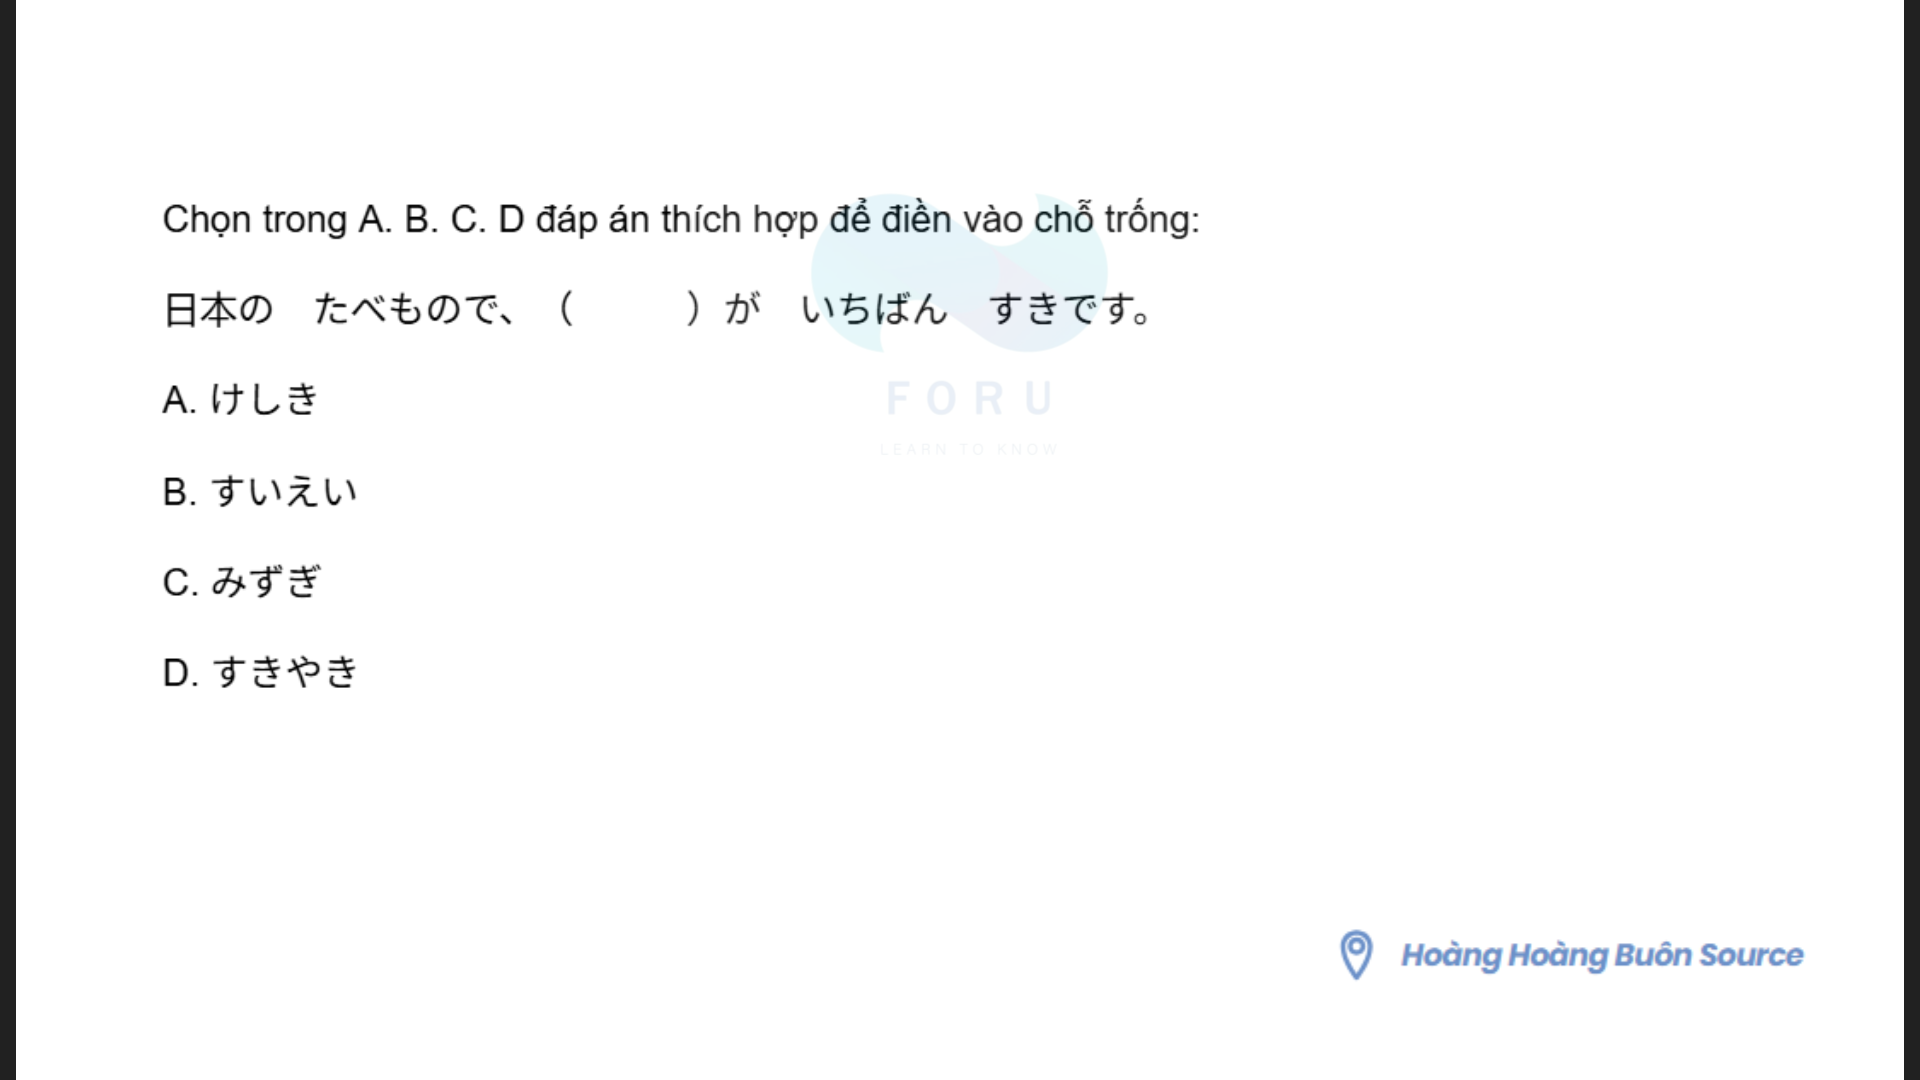 Chọn trong A. B. C. D đáp án thích hợp để điền vào chỗ trống:
日本の　たべもので、（　　　）が　いちばん　すきです。
A. けしき
B. すいえい
C. みずぎ
D. すきやき
FORU
LEARN TO KNOW
Hoàng Hoàng Buôn Source